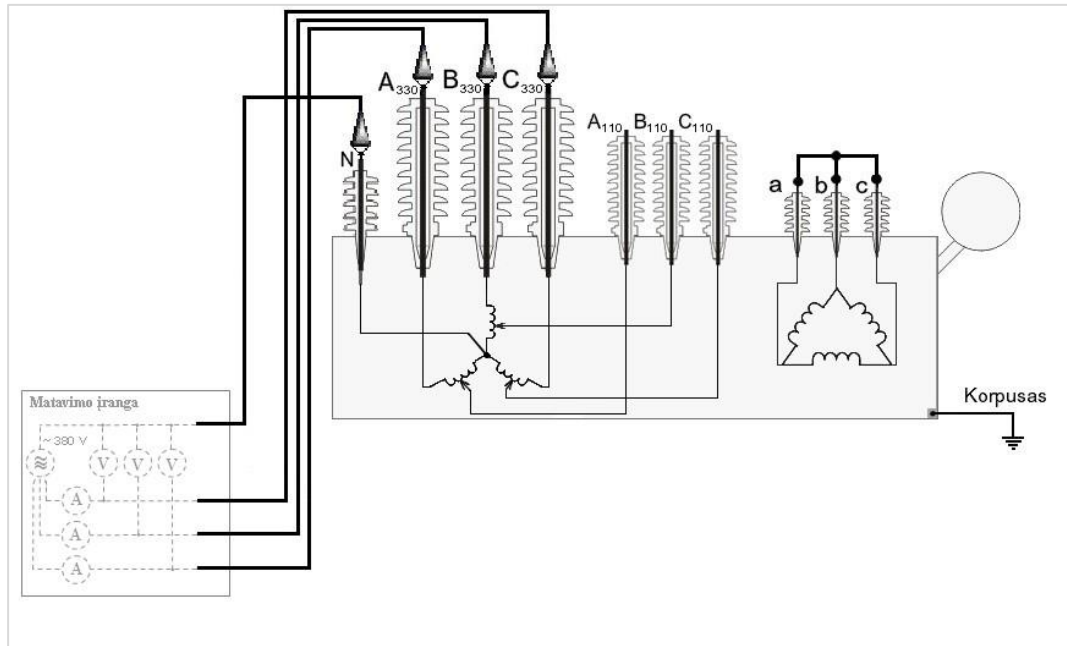 A330 B330 C330
N
A110 B110 C110
a b c
Korpusas
Matavimo įranga
~ 380 V
≋ V V V
A
A
A